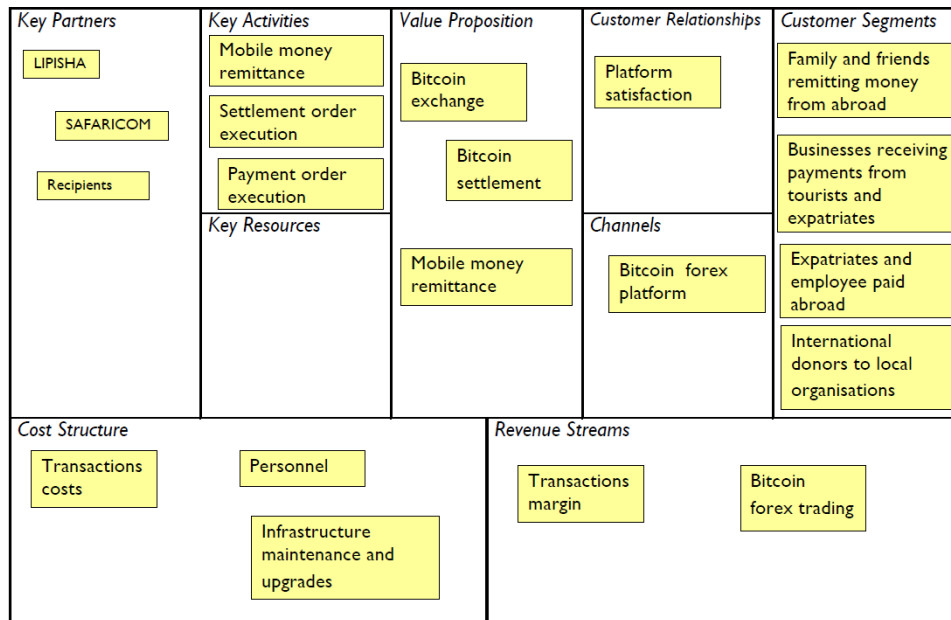 Key Partners
LIPISHA
SAFARICOM
Recipients
Key Activities
Mobile money
remittance
Settlement order
execution
Payment order
execution
Key Resources
Value Proposition
Bitcoin
exchange
Bitcoin
settlement
Mobile money
remittance
Customer Relationships
Platform
satisfaction
Channels
Bitcoin forex
platform
Customer Segments
Family and friends
remitting money
from abroad
Businesses receiving
payments from
tourists and
expatriates
Expatriates and
employee paid
abroad
International
donors to local
organisations
Cost Structure
Transactions
costs
Personnel
Infrastructure
maintenance and
upgrades
Revenue Streams
Transactions
margin
Bitcoin
forex trading